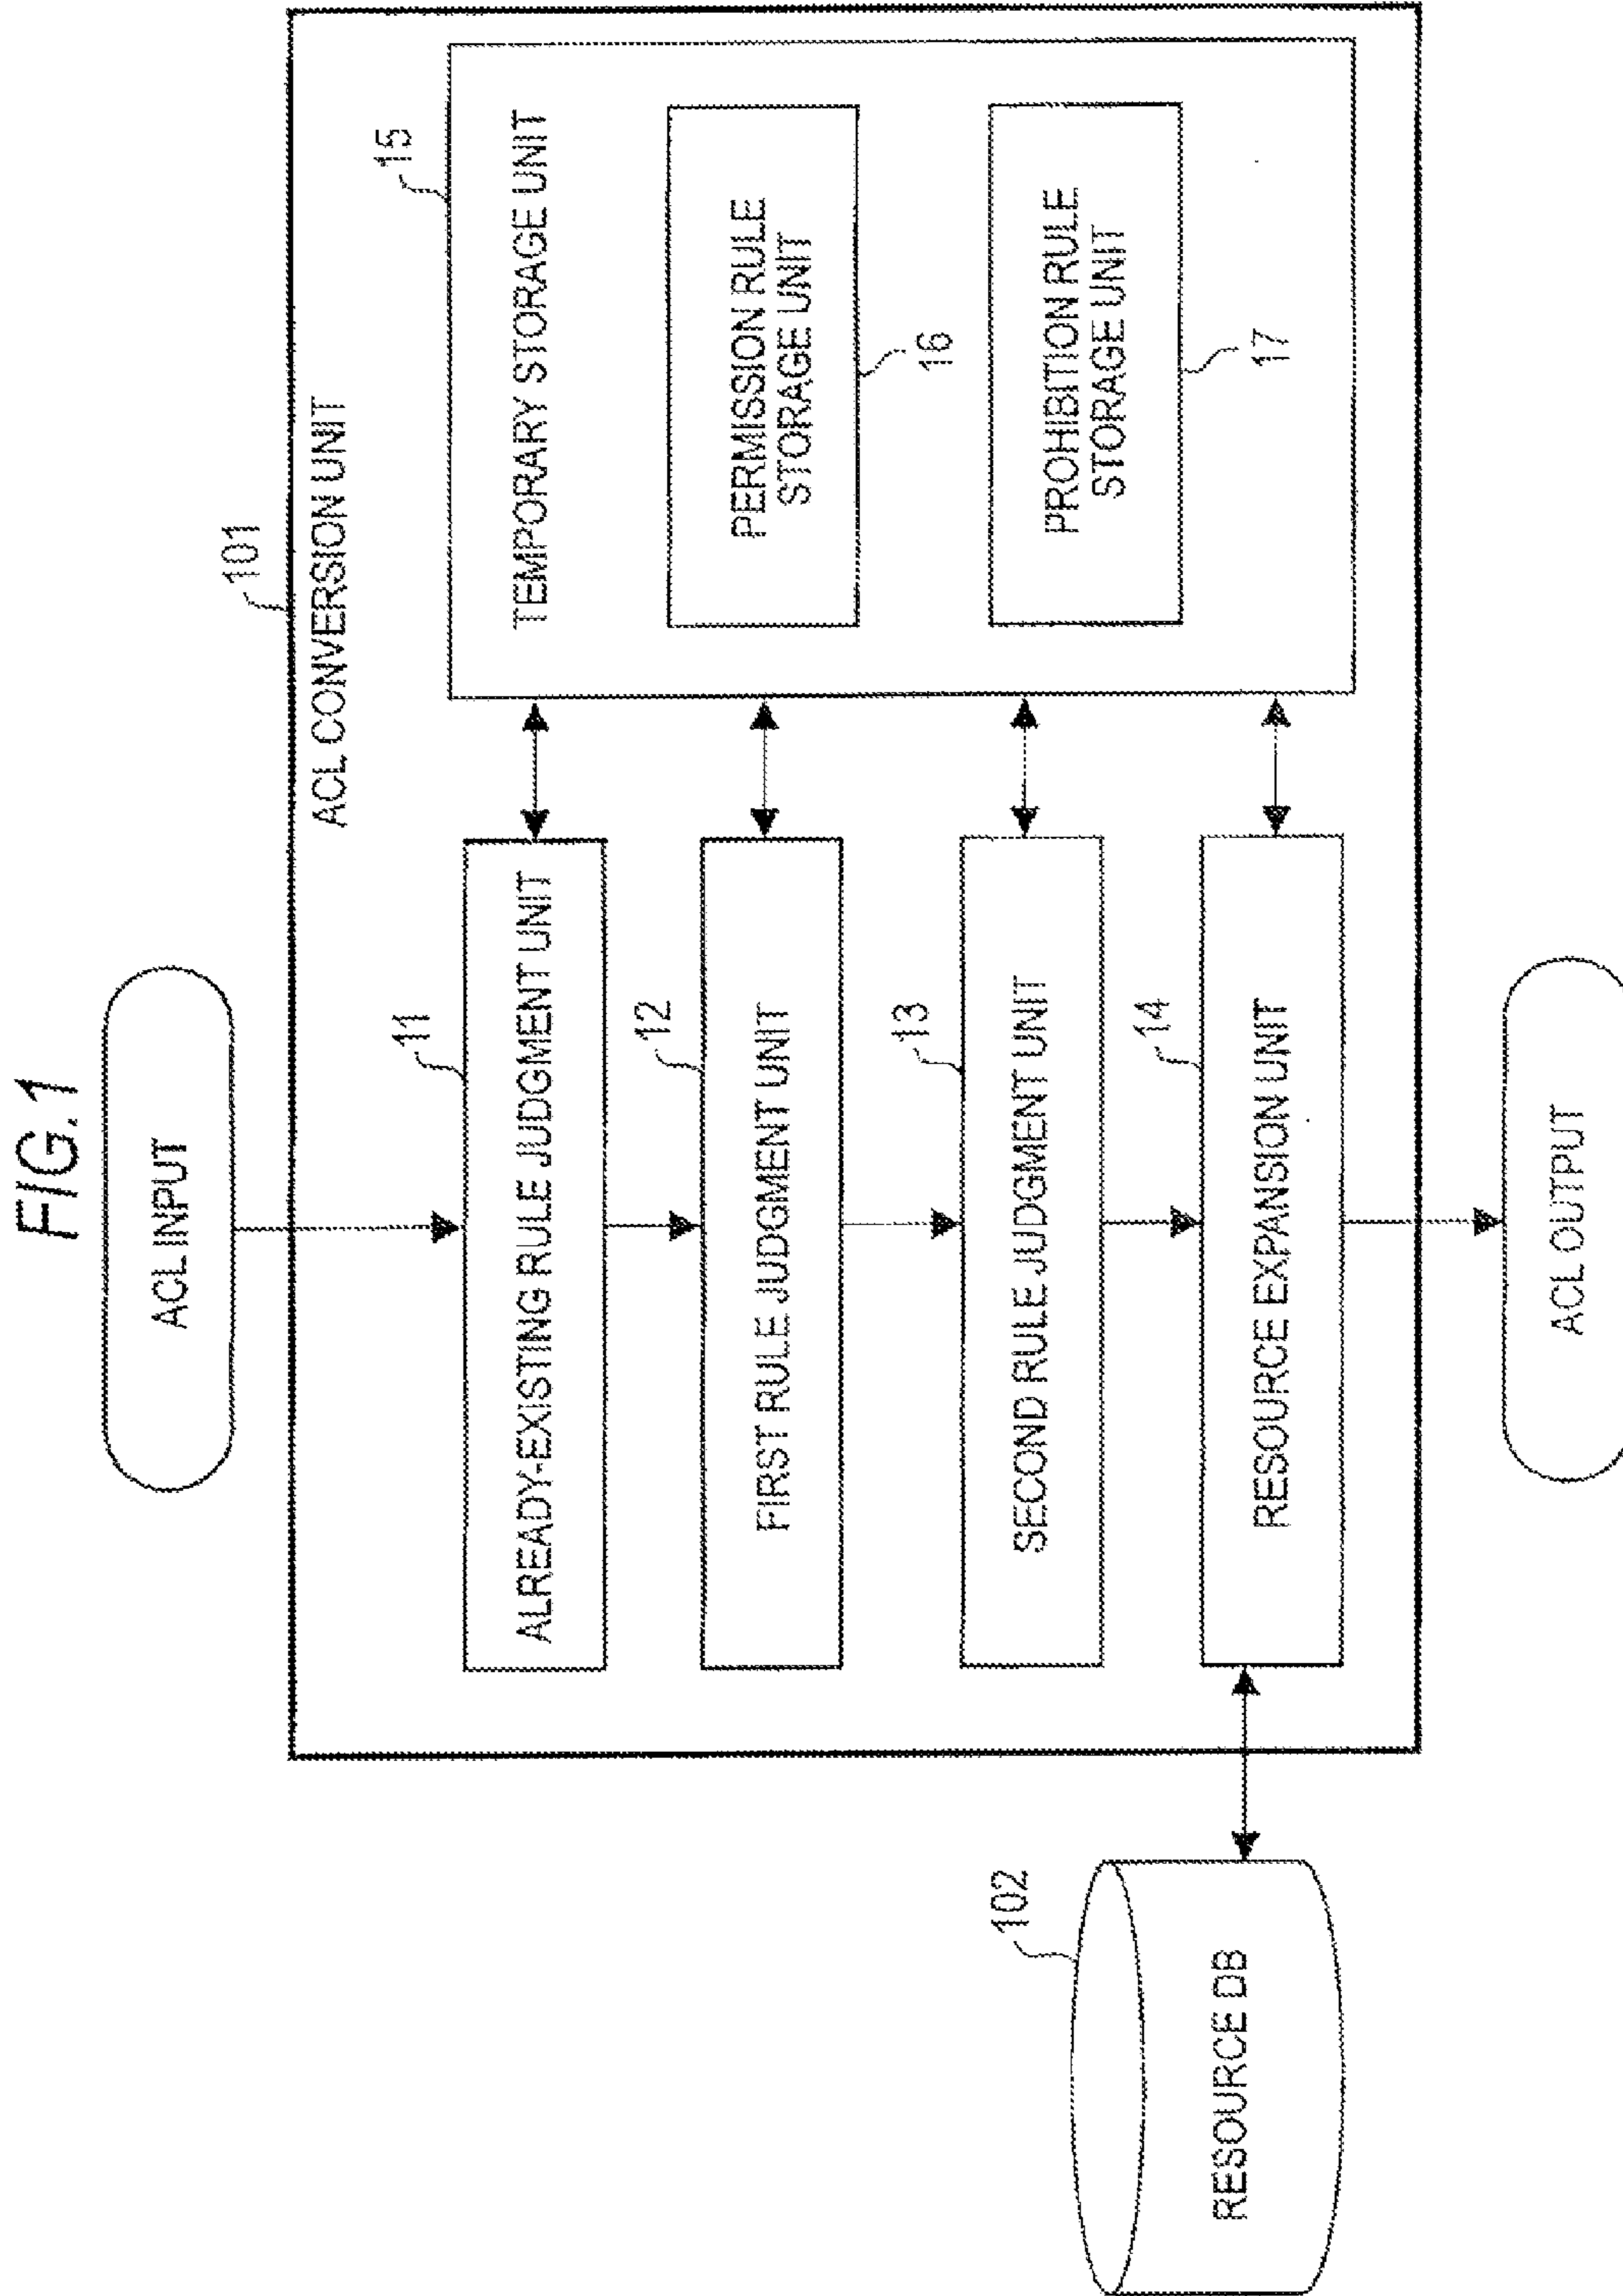 FIG.1
ACL INPUT
101
ACL CONVERSION UNIT
11
ALREADY-EXISTING RULE JUDGMENT UNIT
12
FIRST RULE JUDGMENT UNIT
13
SECOND RULE JUDGMENT UNIT
14
RESOURCE EXPANSION UNIT
15
TEMPORARY STORAGE UNIT
PERMISSION RULE
STORAGE UNIT
16
PROHIBITION RULE
STORAGE UNIT
17
102
RESOURCE DB
ACL OUTPUT